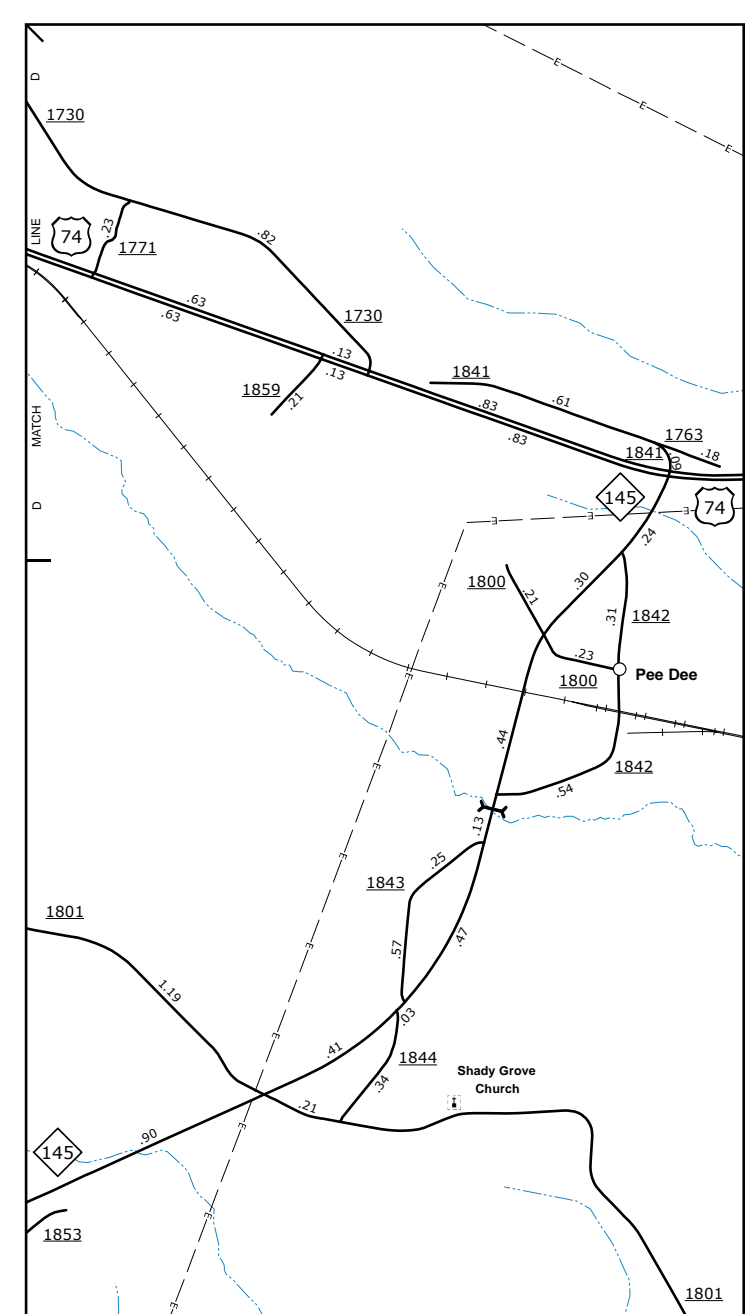 D
1730
LINE
74
.23
1771
.82
.63
.63
1730
.13
.13
1859
.21
1841
.61
.83
.83
1763
1841
.18
.09
MATCH
D
145
74
E
E
E
E
E
E
.24
1800
.21
.30
.31
1842
.23
1800
Pee Dee
E
E
.44
1842
.54
E
.13
.25
1843
E
.47
.57
1801
E
1.19
.03
E
.41
1844
.34
Shady Grove
Church
.21
.90
E
145
1853
E
1801
E